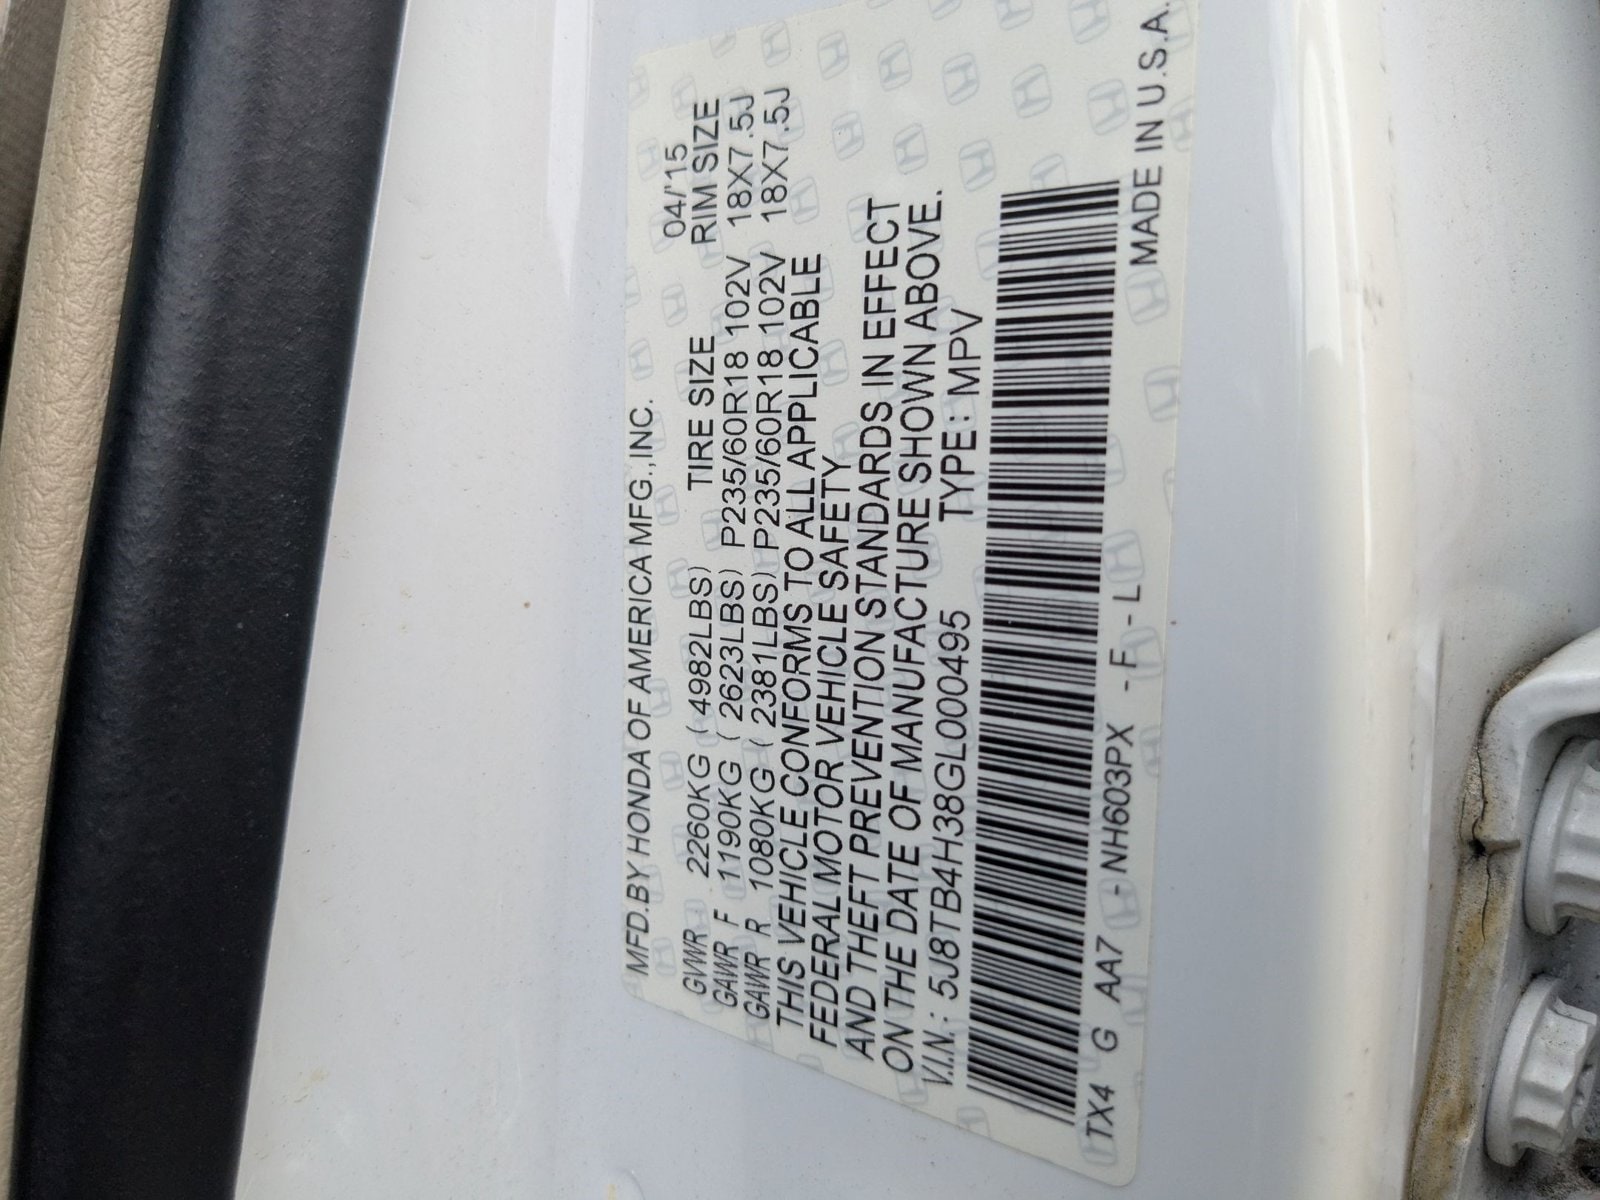 MFD.BY HONDA OF AMERICA MFG.,INC. 04/'15
GVWR 2260KG ( 4982LBS) TIRE SIZE RIM SIZE
GAWR F 1190KG ( 2623LBS) P235/60R18 102V 18X7.5J
GAWR R 1080KG ( 2381LBS) P235/60R18 102V 18X7.5J
THIS VEHICLE CONFORMS TO ALL APPLICABLE
FEDERAL MOTOR VEHICLE SAFETY
AND THEFT PREVENTION STANDARDS IN EFFECT
ON THE DATE OF MANUFACTURE SHOWN ABOVE.
V.I.N.: 5J8TB4H38GL000495 TYPE: MPV
TX4 G AA7 - NH603PX - F - L MADE IN U.S.A.